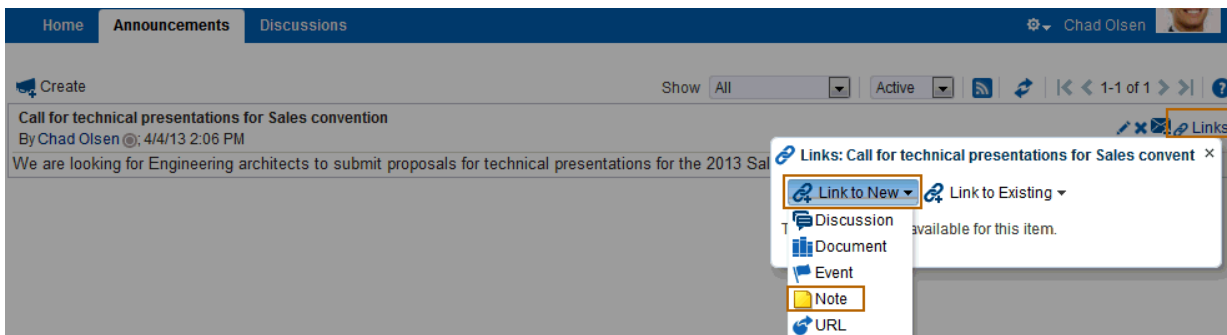 Home Announcements Discussions Chad Olsen
Create Show All Active 1-1 of 1 ?
Call for technical presentations for Sales convention
Links
By Chad Olsen ; 4/4/13 2:06 PM
We are looking for Engineering architects to submit proposals for technical presentations for the 2013 Sal
Links: Call for technical presentations for Sales convent ×
Link to New Link to Existing
T available for this item.
Discussion
Document
Event
Note
URL